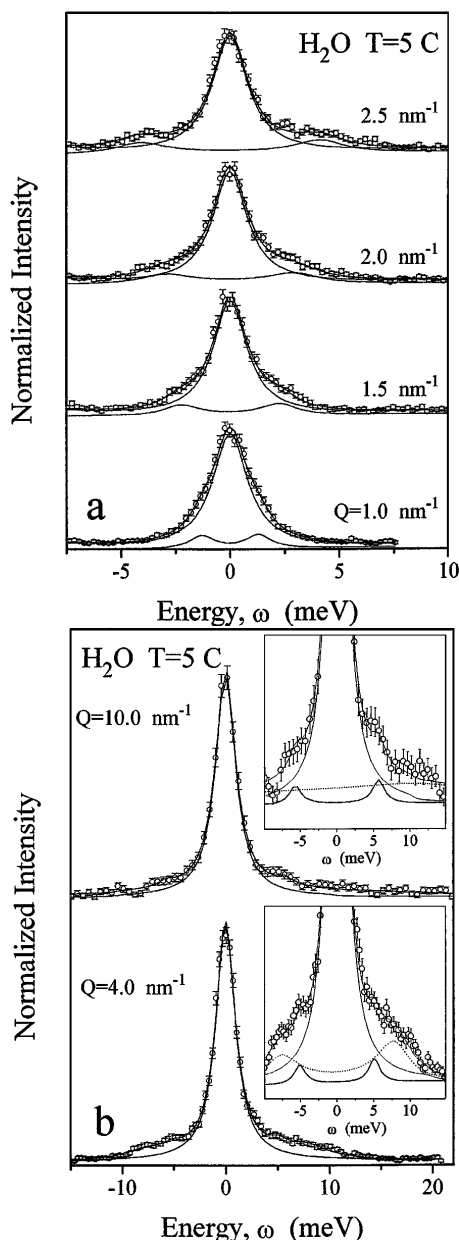 H₂O T=5 C
2.5 nm⁻¹
2.0 nm⁻¹
1.5 nm⁻¹
Q=1.0 nm⁻¹
a
Normalized Intensity
-5 0 5 10
Energy, ω (meV)
H₂O T=5 C
Q=10.0 nm⁻¹
-5 0 5 10
ω (meV)
Q=4.0 nm⁻¹
-5 0 5 10
ω (meV)
b
Normalized Intensity
-10 0 10 20
Energy, ω (meV)